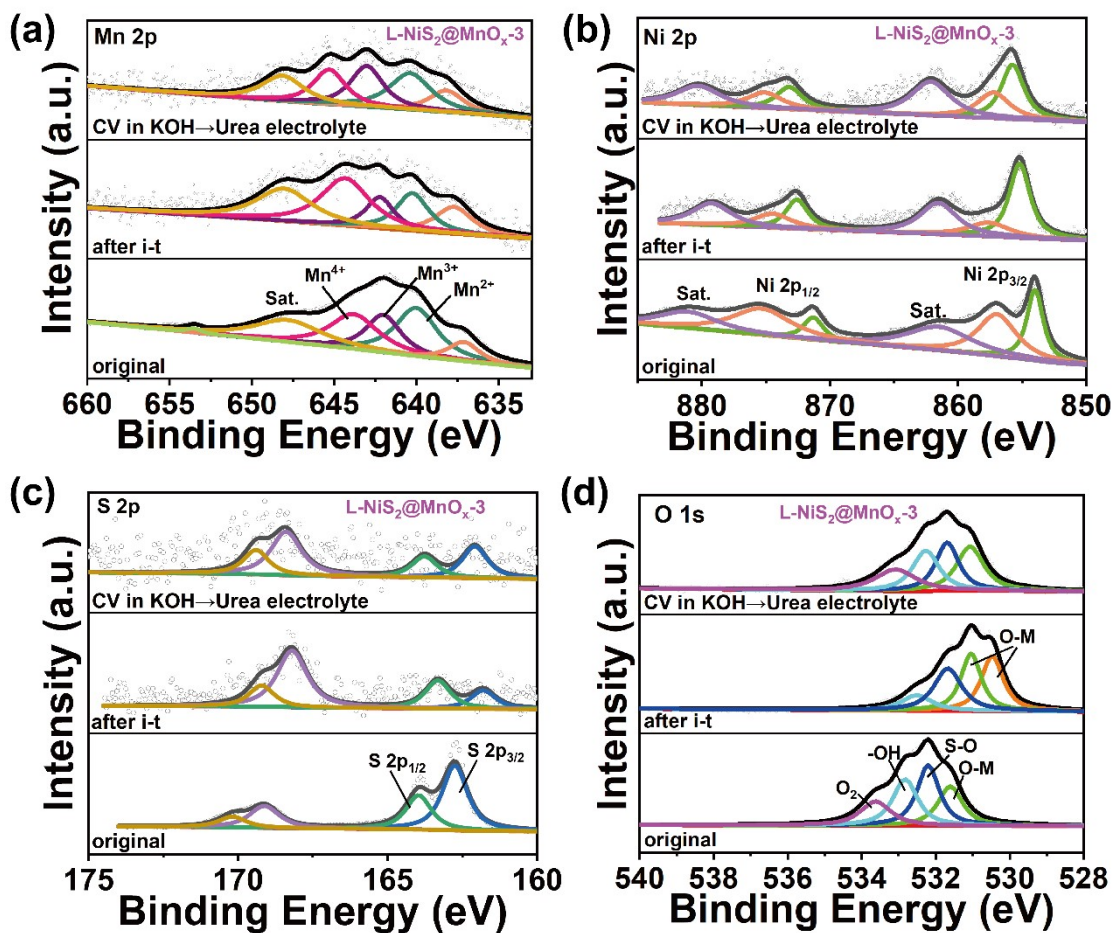 (a)
Mn 2p
L-NiS₂@MnOₓ-3
CV in KOH→Urea electrolyte
after i-t
Sat.
Mn⁴⁺
Mn³⁺
Mn²⁺
original
Intensity (a.u.)
660 655 650 645 640 635
Binding Energy (eV)
(b)
Ni 2p
L-NiS₂@MnOₓ-3
CV in KOH→Urea electrolyte
after i-t
Sat.
Ni 2p₁/₂
Sat.
Ni 2p₃/₂
original
Intensity (a.u.)
880 870 860 850
Binding Energy (eV)
(c)
S 2p
L-NiS₂@MnOₓ-3
CV in KOH→Urea electrolyte
after i-t
S 2p₁/₂
S 2p₃/₂
original
Intensity (a.u.)
175 170 165 160
Binding Energy (eV)
(d)
O 1s
L-NiS₂@MnOₓ-3
CV in KOH→Urea electrolyte
O-M
after i-t
O₂
-OH
S-O
O-M
original
Intensity (a.u.)
540 538 536 534 532 530 528
Binding Energy (eV)